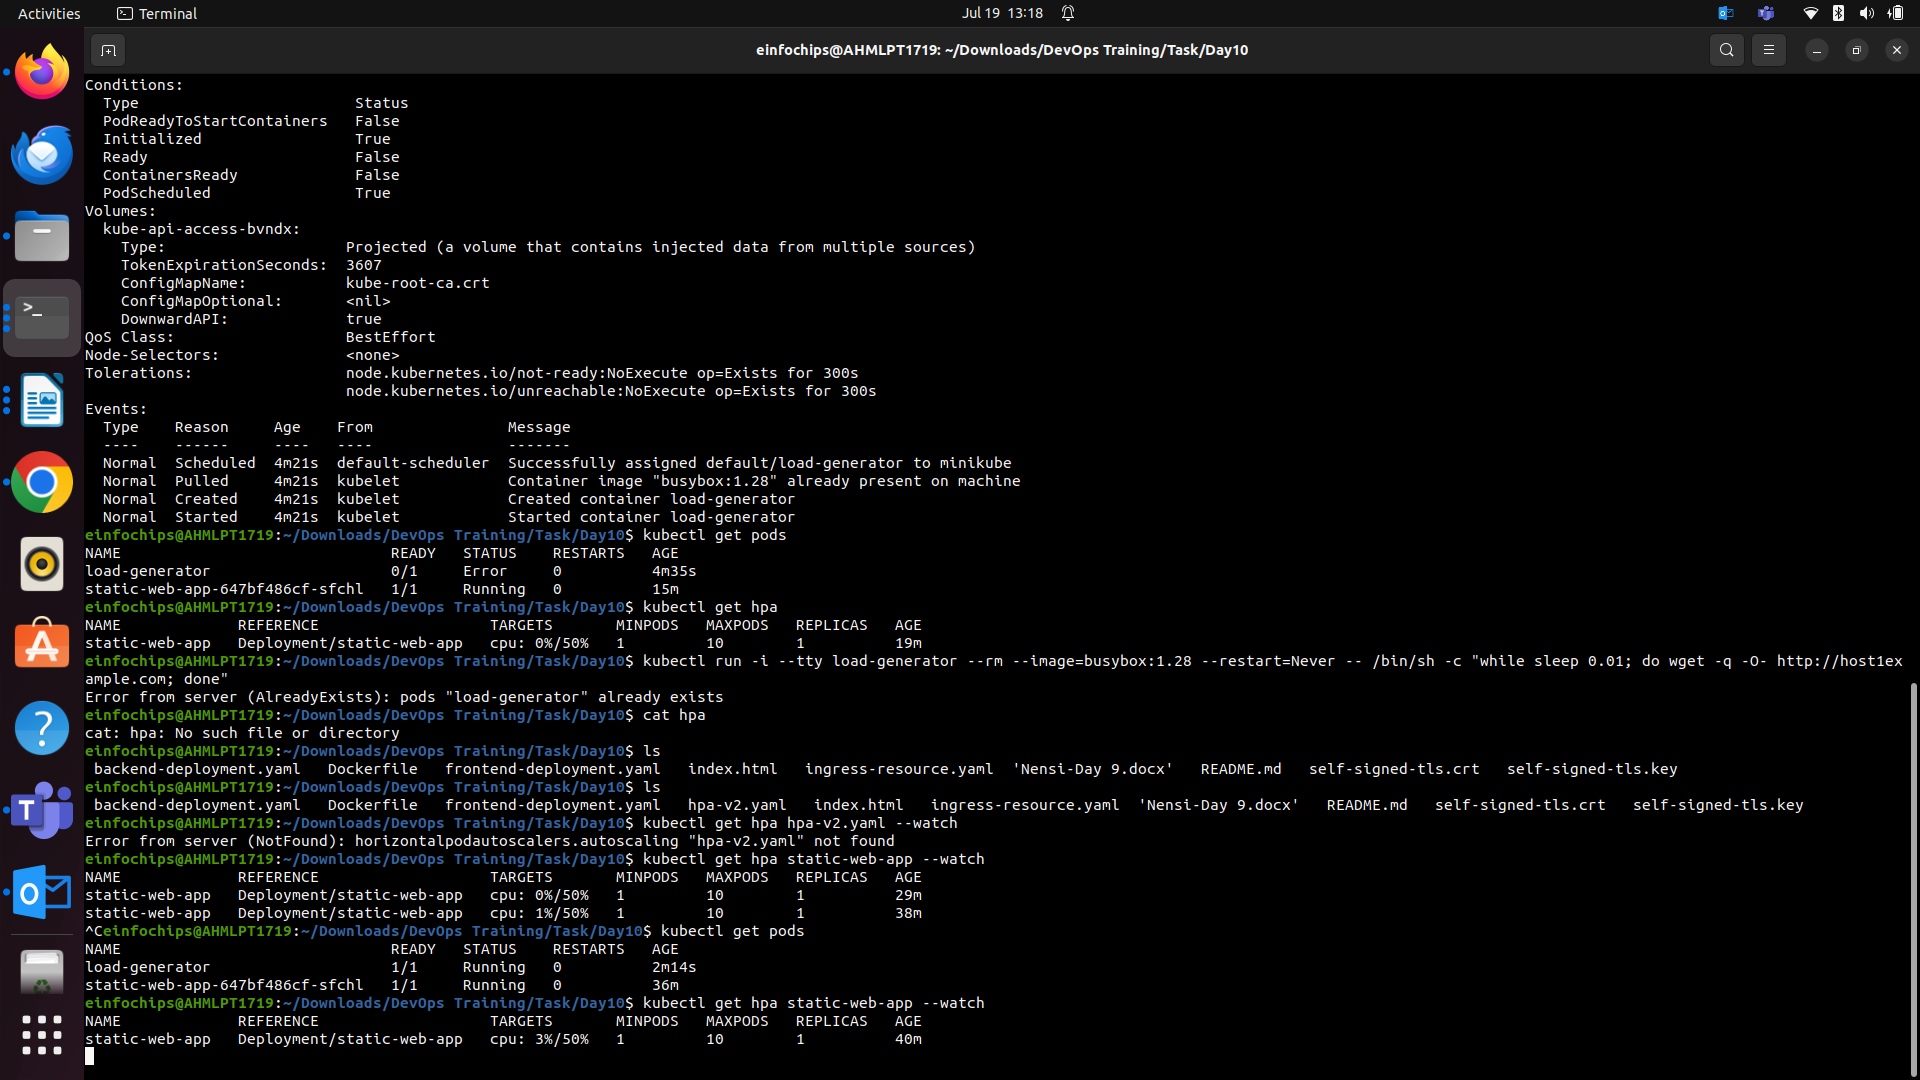 Activities Terminal Jul 19 13:18
einfochips@AHMLPT1719: ~/Downloads/DevOps Training/Task/Day10
Conditions:
  Type                        Status
  PodReadyToStartContainers   False
  Initialized                 True
  Ready                       False
  ContainersReady             False
  PodScheduled                True
Volumes:
  kube-api-access-bvndx:
    Type:                    Projected (a volume that contains injected data from multiple sources)
    TokenExpirationSeconds:  3607
    ConfigMapName:           kube-root-ca.crt
    ConfigMapOptional:       <nil>
    DownwardAPI:             true
QoS Class:                   BestEffort
Node-Selectors:              <none>
Tolerations:                 node.kubernetes.io/not-ready:NoExecute op=Exists for 300s
                             node.kubernetes.io/unreachable:NoExecute op=Exists for 300s
Events:
  Type    Reason     Age    From               Message
  ----    ------     ----   ----               -------
  Normal  Scheduled  4m21s  default-scheduler  Successfully assigned default/load-generator to minikube
  Normal  Pulled     4m21s  kubelet            Container image "busybox:1.28" already present on machine
  Normal  Created    4m21s  kubelet            Created container load-generator
  Normal  Started    4m21s  kubelet            Started container load-generator
einfochips@AHMLPT1719:~/Downloads/DevOps Training/Task/Day10$ kubectl get pods
NAME                              READY   STATUS    RESTARTS   AGE
load-generator                    0/1     Error     0          4m35s
static-web-app-647bf486cf-sfchl   1/1     Running   0          15m
einfochips@AHMLPT1719:~/Downloads/DevOps Training/Task/Day10$ kubectl get hpa
NAME             REFERENCE                   TARGETS       MINPODS   MAXPODS   REPLICAS   AGE
static-web-app   Deployment/static-web-app   cpu: 0%/50%   1         10        1          19m
einfochips@AHMLPT1719:~/Downloads/DevOps Training/Task/Day10$ kubectl run -i --tty load-generator --rm --image=busybox:1.28 --restart=Never -- /bin/sh -c "while sleep 0.01; do wget -q -O- http://host1ex
ample.com; done"
Error from server (AlreadyExists): pods "load-generator" already exists
einfochips@AHMLPT1719:~/Downloads/DevOps Training/Task/Day10$ cat hpa
cat: hpa: No such file or directory
einfochips@AHMLPT1719:~/Downloads/DevOps Training/Task/Day10$ ls
 backend-deployment.yaml   Dockerfile   frontend-deployment.yaml   index.html   ingress-resource.yaml  'Nensi-Day 9.docx'   README.md   self-signed-tls.crt   self-signed-tls.key
einfochips@AHMLPT1719:~/Downloads/DevOps Training/Task/Day10$ ls
 backend-deployment.yaml   Dockerfile   frontend-deployment.yaml   hpa-v2.yaml   index.html   ingress-resource.yaml  'Nensi-Day 9.docx'   README.md   self-signed-tls.crt   self-signed-tls.key
einfochips@AHMLPT1719:~/Downloads/DevOps Training/Task/Day10$ kubectl get hpa hpa-v2.yaml --watch
Error from server (NotFound): horizontalpodautoscalers.autoscaling "hpa-v2.yaml" not found
einfochips@AHMLPT1719:~/Downloads/DevOps Training/Task/Day10$ kubectl get hpa static-web-app --watch
NAME             REFERENCE                   TARGETS       MINPODS   MAXPODS   REPLICAS   AGE
static-web-app   Deployment/static-web-app   cpu: 0%/50%   1         10        1          29m
static-web-app   Deployment/static-web-app   cpu: 1%/50%   1         10        1          38m
^Ceinfochips@AHMLPT1719:~/Downloads/DevOps Training/Task/Day10$ kubectl get pods
NAME                              READY   STATUS    RESTARTS   AGE
load-generator                    1/1     Running   0          2m14s
static-web-app-647bf486cf-sfchl   1/1     Running   0          36m
einfochips@AHMLPT1719:~/Downloads/DevOps Training/Task/Day10$ kubectl get hpa static-web-app --watch
NAME             REFERENCE                   TARGETS       MINPODS   MAXPODS   REPLICAS   AGE
static-web-app   Deployment/static-web-app   cpu: 3%/50%   1         10        1          40m